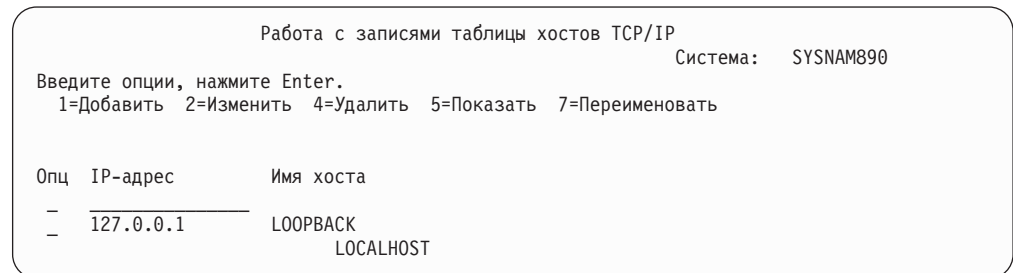 Работа с записями таблицы хостов TCP/IP
Система: SYSNAM890
Введите опции, нажмите Enter.
1=Добавить 2=Изменить 4=Удалить 5=Показать 7=Переименовать
Опц IP-адрес Имя хоста
_ _______________
_ 127.0.0.1 LOOPBACK
LOCALHOST